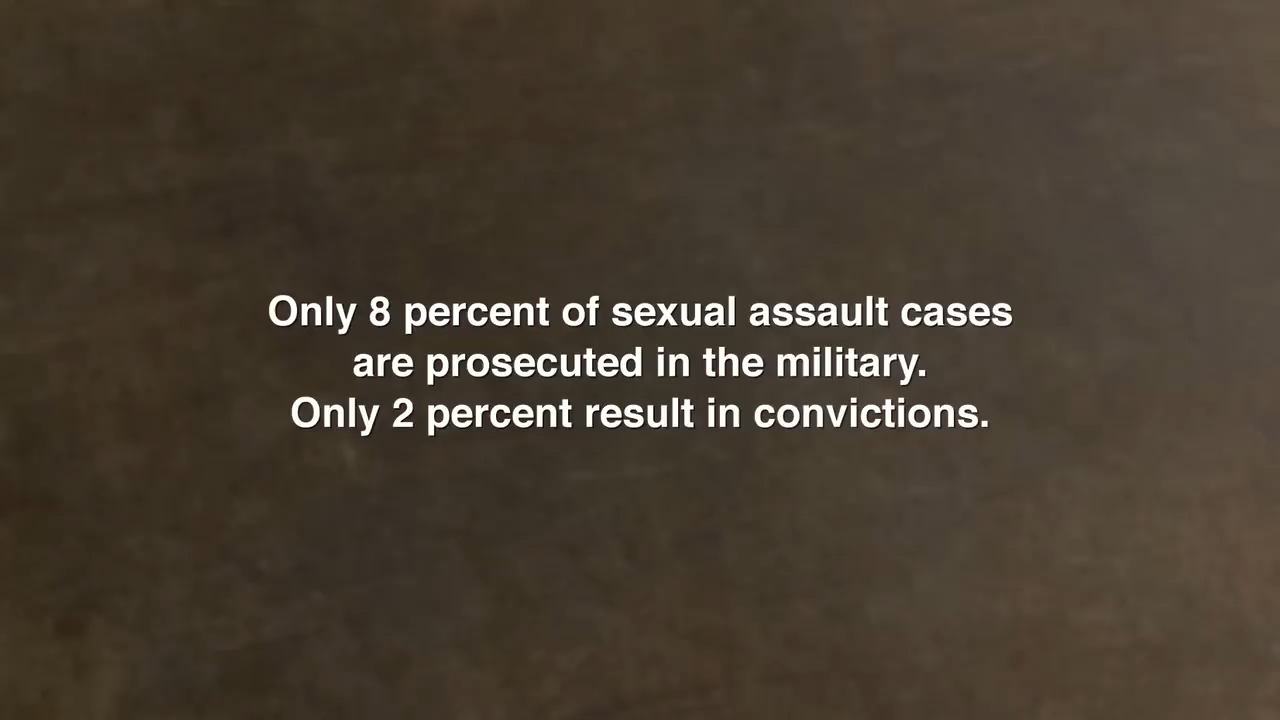 Only 8 percent of sexual assault cases
are prosecuted in the military.
Only 2 percent result in convictions.